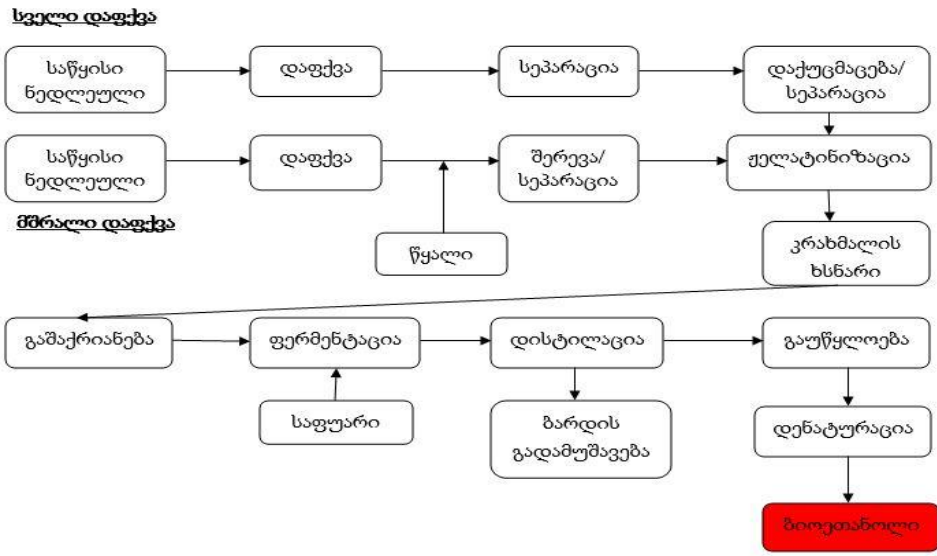 სველი დაფქვა
საწყისი
ნედლეული
დაფქვა
სეპარაცია
დაქუცმაცება/
სეპარაცია
საწყისი
ნედლეული
დაფქვა
შერევა/
სეპარაცია
ჟელატინიზაცია
მშრალი დაფქვა
წყალი
კრახმალის
ხსნარი
გაშაქრიანება
ფერმენტაცია
დისტილაცია
გაუწყლოება
საფუარი
ბარდის
გადამუშავება
დენატურაცია
ბიოეთანოლი